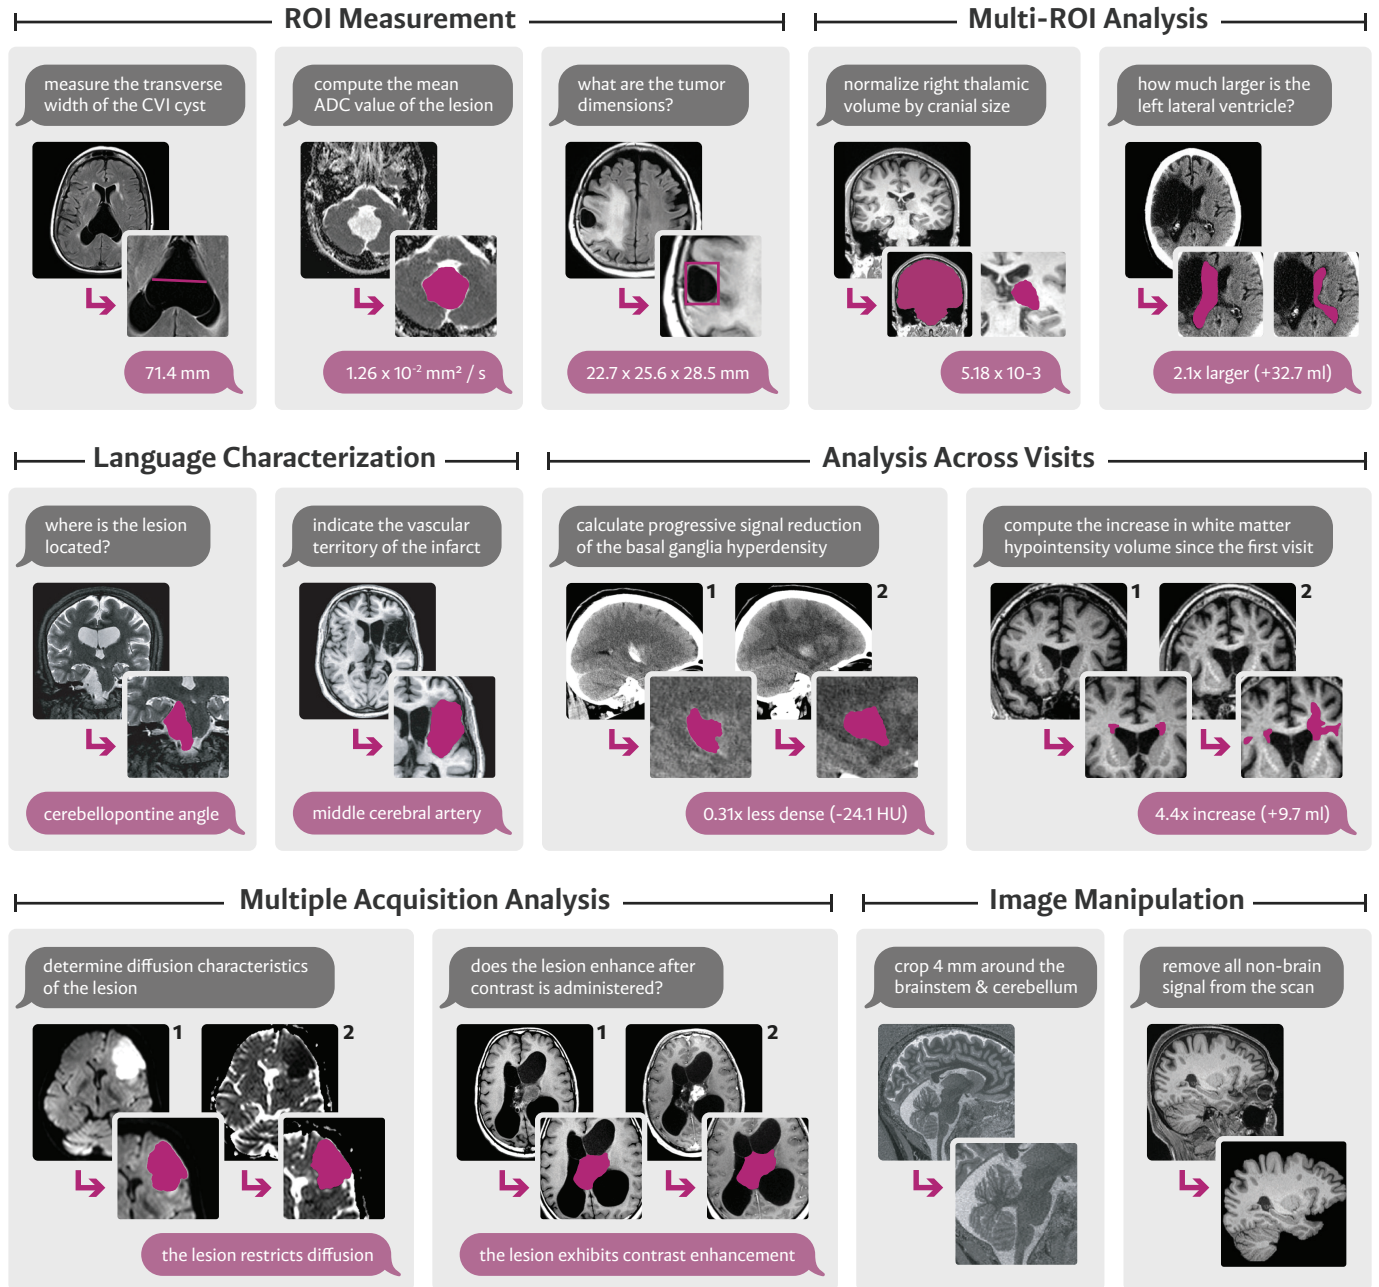 ROI Measurement
Multi-ROI Analysis
measure the transverse
width of the CVI cyst
71.4 mm
compute the mean
ADC value of the lesion
1.26 x 10⁻² mm² / s
what are the tumor
dimensions?
22.7 x 25.6 x 28.5 mm
normalize right thalamic
volume by cranial size
5.18 x 10-3
how much larger is the
left lateral ventricle?
2.1x larger (+32.7 ml)
Language Characterization
Analysis Across Visits
where is the lesion
located?
cerebellopontine angle
indicate the vascular
territory of the infarct
middle cerebral artery
calculate progressive signal reduction
of the basal ganglia hyperdensity
1
2
0.31x less dense (-24.1 HU)
compute the increase in white matter
hypointensity volume since the first visit
1
2
4.4x increase (+9.7 ml)
Multiple Acquisition Analysis
Image Manipulation
determine diffusion characteristics
of the lesion
1
2
the lesion restricts diffusion
does the lesion enhance after
contrast is administered?
1
2
the lesion exhibits contrast enhancement
crop 4 mm around the
brainstem & cerebellum
remove all non-brain
signal from the scan